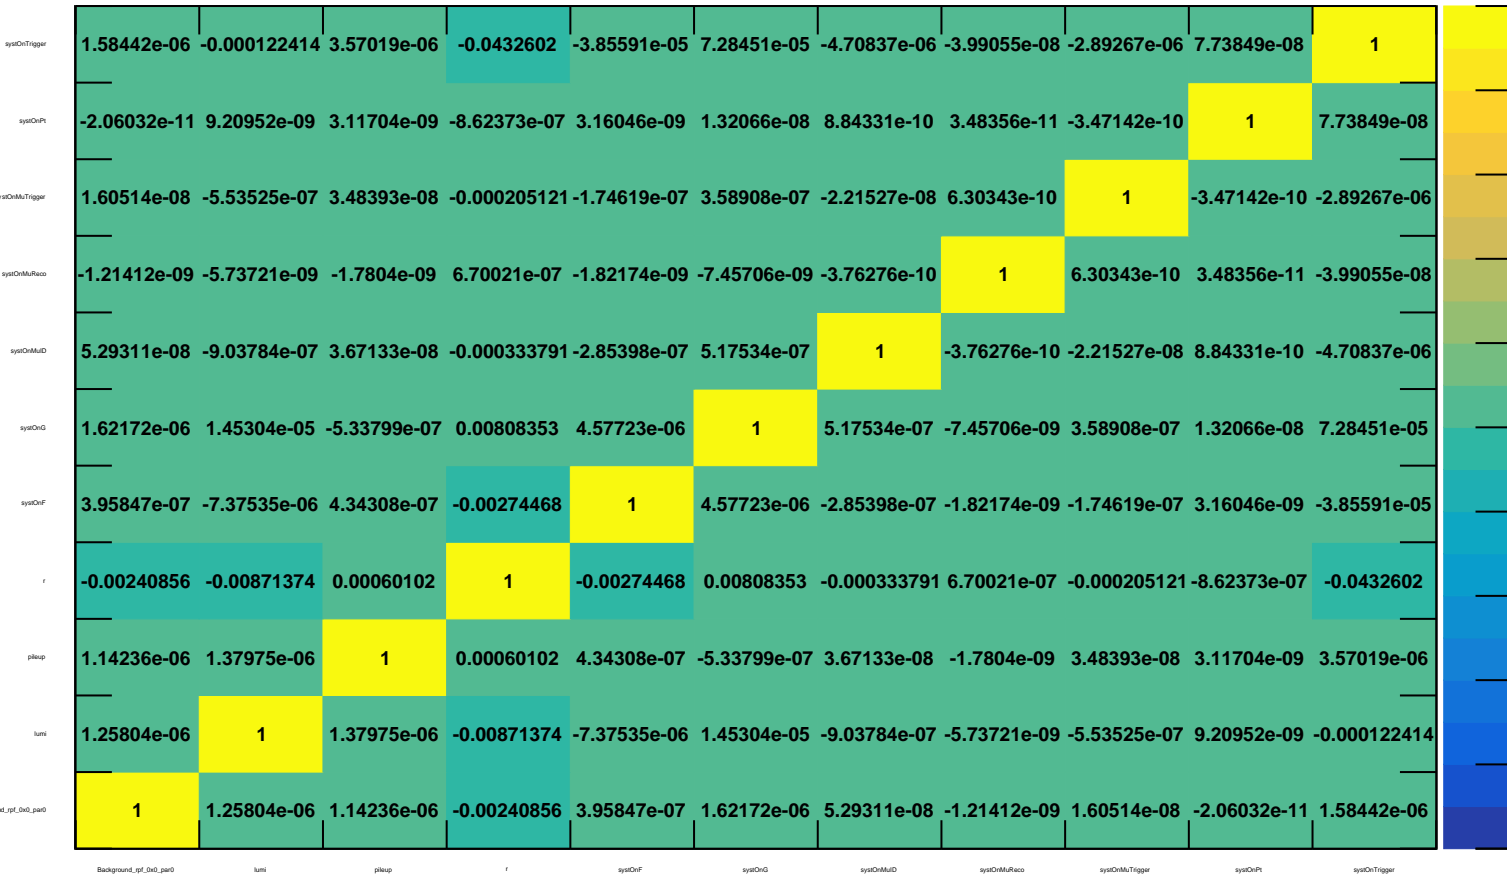 systOnTrigger 1.58442e-06 -0.000122414 3.57019e-06 -0.0432602 -3.85591e-05 7.28451e-05 -4.70837e-06 -3.99055e-08 -2.89267e-06 7.73849e-08 1
systOnPt -2.06032e-11 9.20952e-09 3.11704e-09 -8.62373e-07 3.16046e-09 1.32066e-08 8.84331e-10 3.48356e-11 -3.47142e-10 1 7.73849e-08
stOnMuTrigger 1.60514e-08 -5.53525e-07 3.48393e-08 -0.000205121 -1.74619e-07 3.58908e-07 -2.21527e-08 6.30343e-10 1 -3.47142e-10 -2.89267e-06
systOnMuReco -1.21412e-09 -5.73721e-09 -1.7804e-09 6.70021e-07 -1.82174e-09 -7.45706e-09 -3.76276e-10 1 6.30343e-10 3.48356e-11 -3.99055e-08
systOnMuID 5.29311e-08 -9.03784e-07 3.67133e-08 -0.000333791 -2.85398e-07 5.17534e-07 1 -3.76276e-10 -2.21527e-08 8.84331e-10 -4.70837e-06
systOnG 1.62172e-06 1.45304e-05 -5.33799e-07 0.00808353 4.57723e-06 1 5.17534e-07 -7.45706e-09 3.58908e-07 1.32066e-08 7.28451e-05
systOnF 3.95847e-07 -7.37535e-06 4.34308e-07 -0.00274468 1 4.57723e-06 -2.85398e-07 -1.82174e-09 -1.74619e-07 3.16046e-09 -3.85591e-05
r -0.00240856 -0.00871374 0.00060102 1 -0.00274468 0.00808353 -0.000333791 6.70021e-07 -0.000205121 -8.62373e-07 -0.0432602
pileup 1.14236e-06 1.37975e-06 1 0.00060102 4.34308e-07 -5.33799e-07 3.67133e-08 -1.7804e-09 3.48393e-08 3.11704e-09 3.57019e-06
lumi 1.25804e-06 1 1.37975e-06 -0.00871374 -7.37535e-06 1.45304e-05 -9.03784e-07 -5.73721e-09 -5.53525e-07 9.20952e-09 -0.000122414
d_rpf_0x0_par0 1 1.25804e-06 1.14236e-06 -0.00240856 3.95847e-07 1.62172e-06 5.29311e-08 -1.21412e-09 1.60514e-08 -2.06032e-11 1.58442e-06
Background_rpf_0x0_par0 lumi pileup r systOnF systOnG systOnMuID systOnMuReco systOnMuTrigger systOnPt systOnTrigger